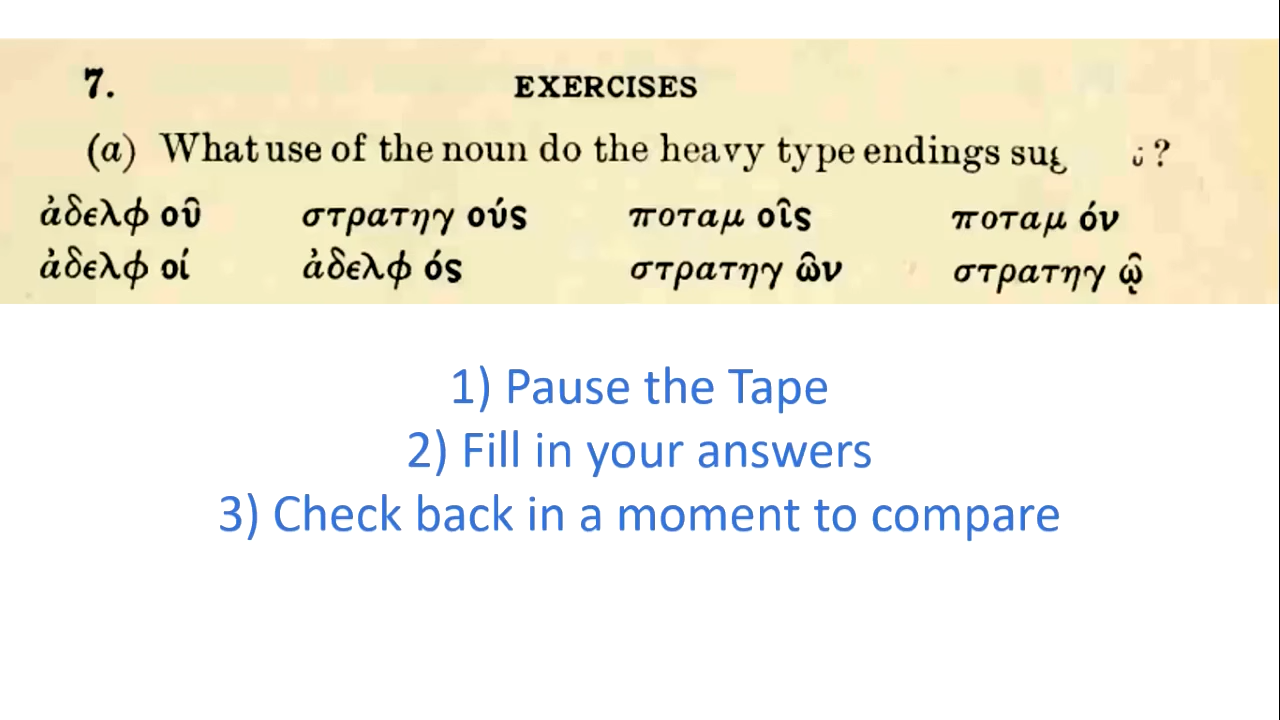 7. EXERCISES
(a) What use of the noun do the heavy type endings ?
ἀδελφ οῦ στρατηγ ούς ποταμ οῖς ποταμ όν
ἀδελφ οί ἀδελφ ός στρατηγ ῶν στρατηγ ῷ
1) Pause the Tape
2) Fill in your answers
3) Check back in a moment to compare